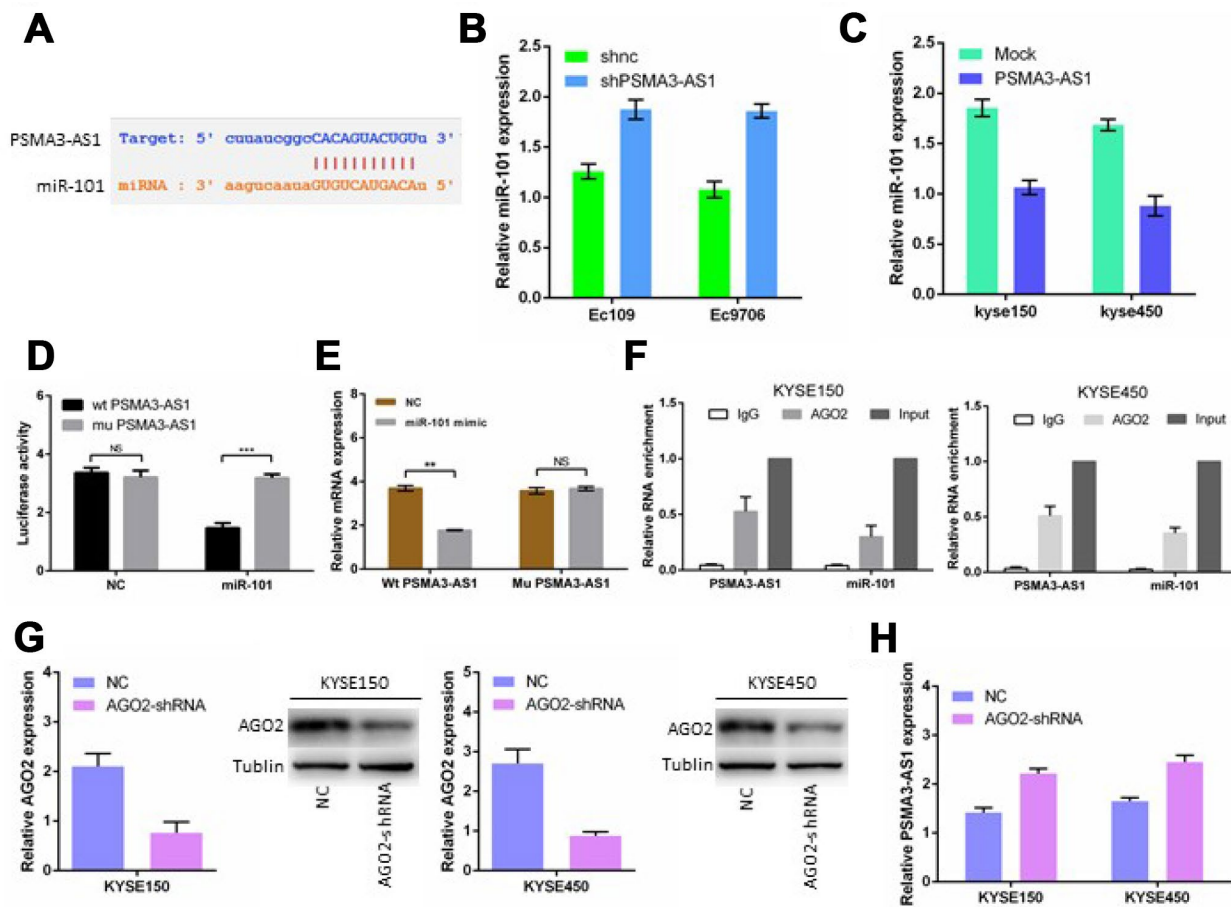 A
PSMA3-AS1
Target: 5' cuuaucggcCACAGUACUGUu 3'
miR-101
miRNA : 3' aagucaauaGUGUCAUGACAu 5'
B
shnc
shPSMA3-AS1
Relative miR-101 expression
2.5
2.0
1.5
1.0
0.5
0.0
Ec109
Ec9706
C
Mock
PSMA3-AS1
Relative miR-101 expression
2.5
2.0
1.5
1.0
0.5
0.0
kyse150
kyse450
D
wt PSMA3-AS1
mu PSMA3-AS1
Luciferase activity
6
4
2
0
NS
***
NC
miR-101
E
NC
miR-101 mimic
Relative mRNA expression
8
6
4
2
0
**
NS
Wt PSMA3-AS1
Mu PSMA3-AS1
F
KYSE150
IgG
AGO2
Input
Relative RNA enrichment
1.5
1.0
0.5
0.0
PSMA3-AS1
miR-101
KYSE450
IgG
AGO2
Input
Relative RNA enrichment
1.5
1.0
0.5
0.0
PSMA3-AS1
miR-101
G
NC
AGO2-shRNA
Relative AGO2 expression
4
3
2
1
0
KYSE150
KYSE150
AGO2
Tublin
NC
AGO2-shRNA
NC
AGO2-shRNA
Relative AGO2 expression
5
4
3
2
1
0
KYSE450
KYSE450
AGO2
Tublin
NC
AGO2-shRNA
H
NC
AGO2-shRNA
Relative PSMA3-AS1 expression
4
3
2
1
0
KYSE150
KYSE450